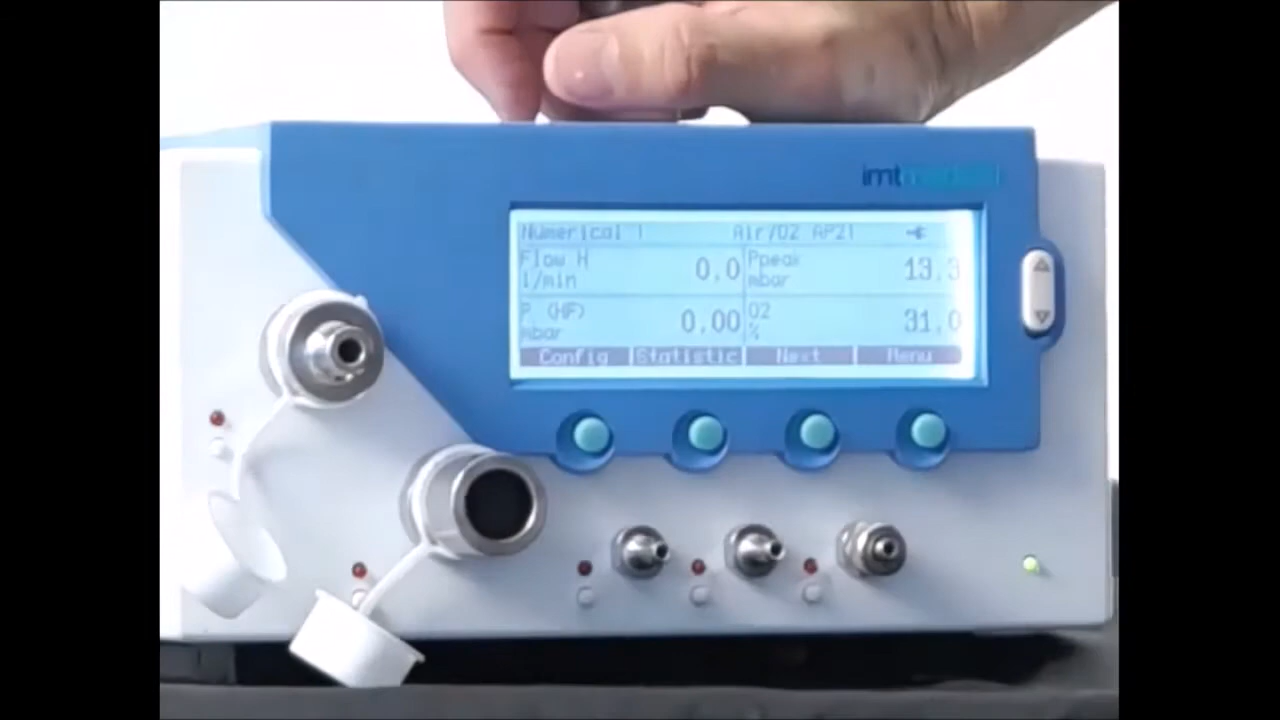 imtmedical
Numerical 1 Air/O2 AP21
Flow H 0.0 Ppeak 13.3
l/min mbar
P (HF) 0.00 O2 31.0
mbar %
Config Statistic Next Menu